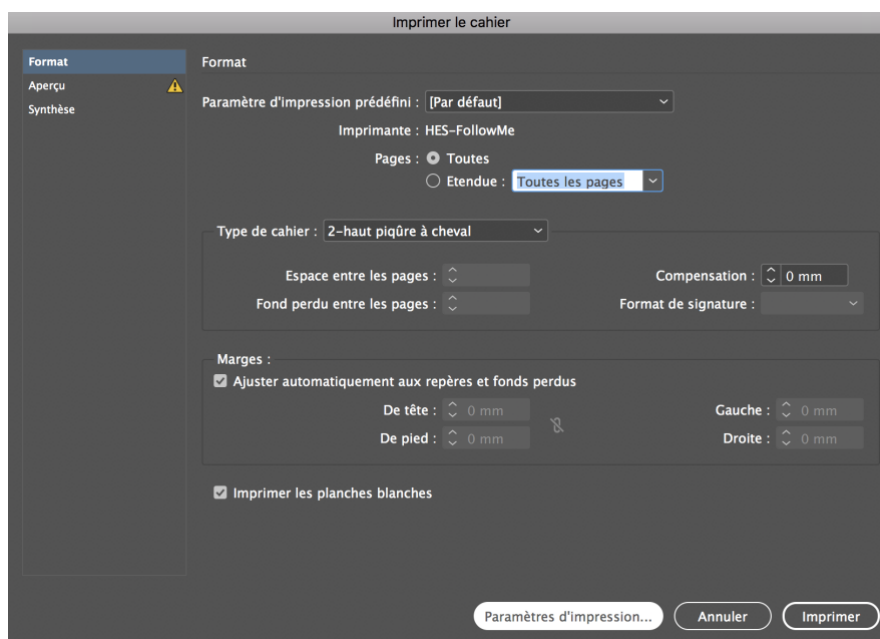 Imprimer le cahier
Format
Aperçu
Synthèse
Format
Paramètre d'impression prédéfini : [Par défaut]
Imprimante : HES-FollowMe
Pages : Toutes
Etendue : Toutes les pages
Type de cahier : 2-haut piqûre à cheval
Espace entre les pages :
Compensation : 0 mm
Fond perdu entre les pages :
Format de signature :
Marges :
Ajuster automatiquement aux repères et fonds perdus
De tête : 0 mm
Gauche : 0 mm
De pied : 0 mm
Droite : 0 mm
Imprimer les planches blanches
Paramètres d'impression... Annuler Imprimer